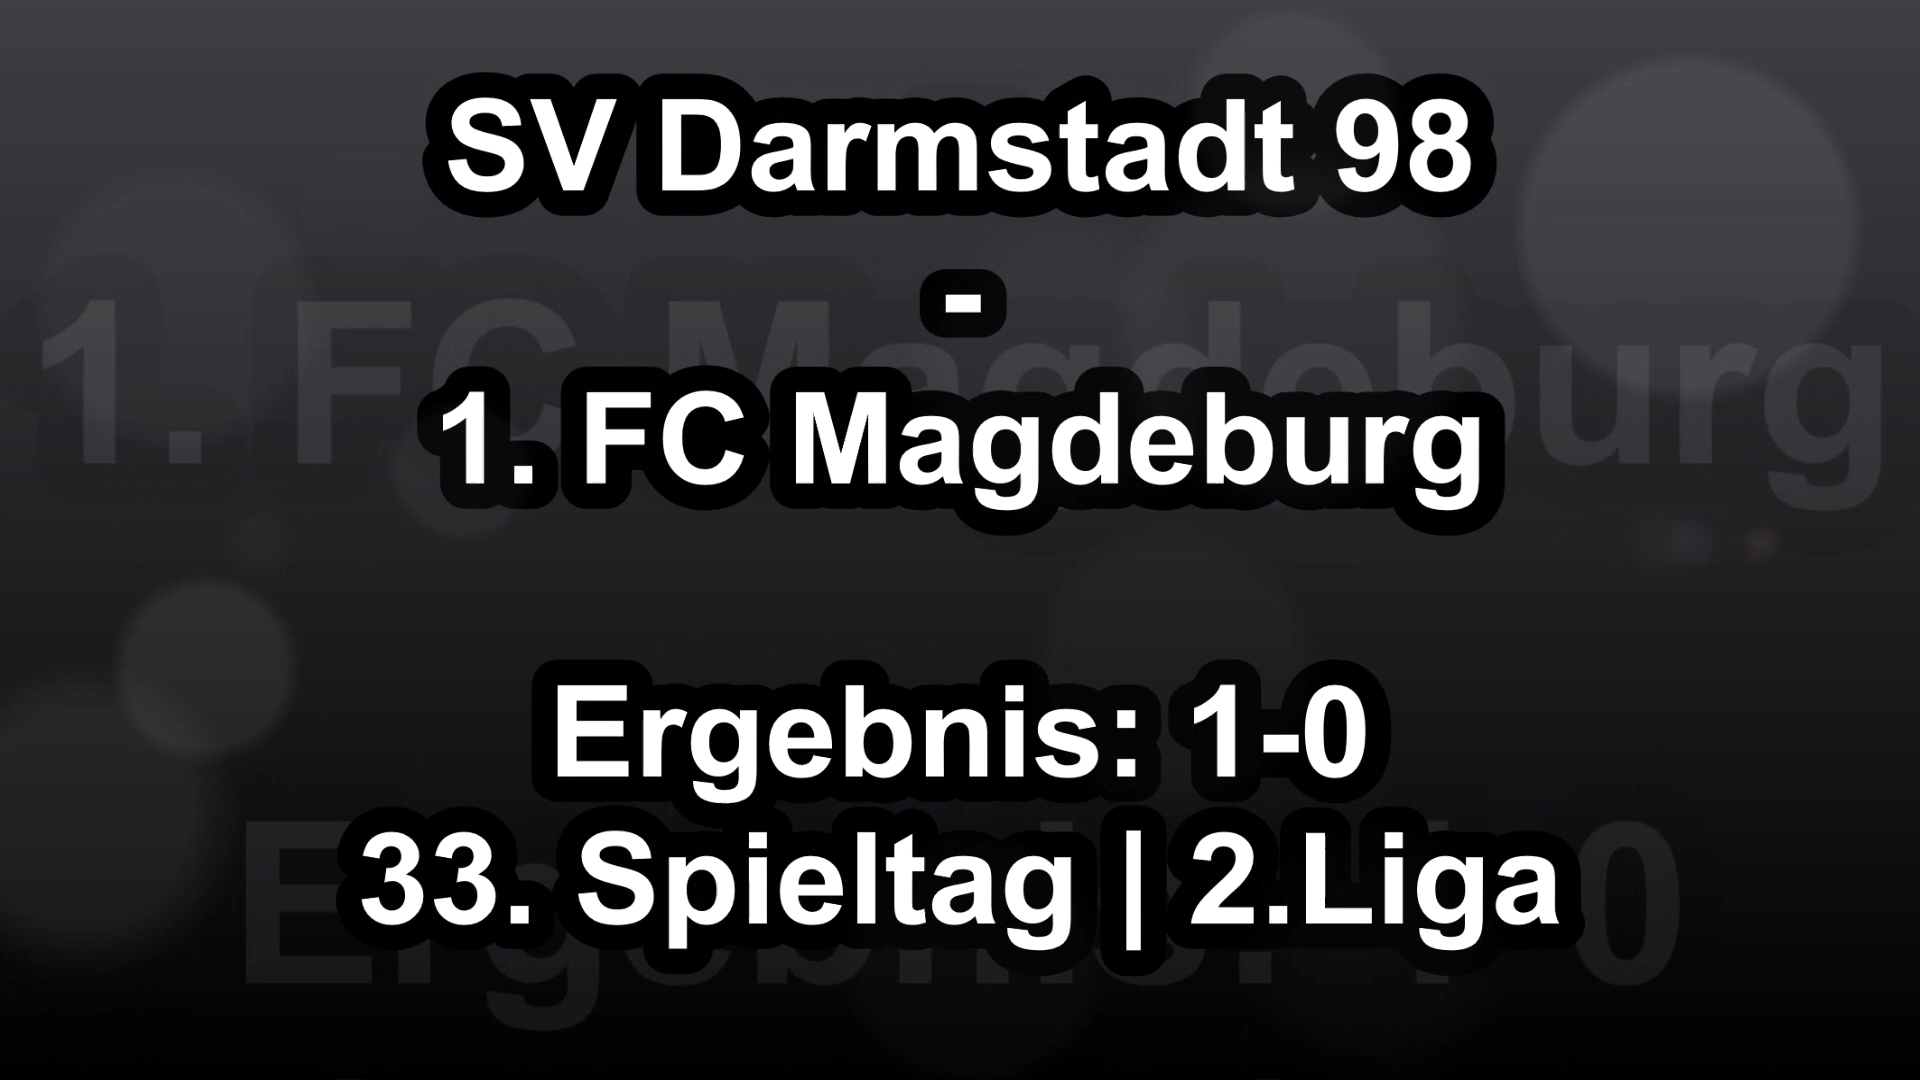 SV Darmstadt 98
-
1. FC Magdeburg
Ergebnis: 1-0
33. Spieltag | 2.Liga